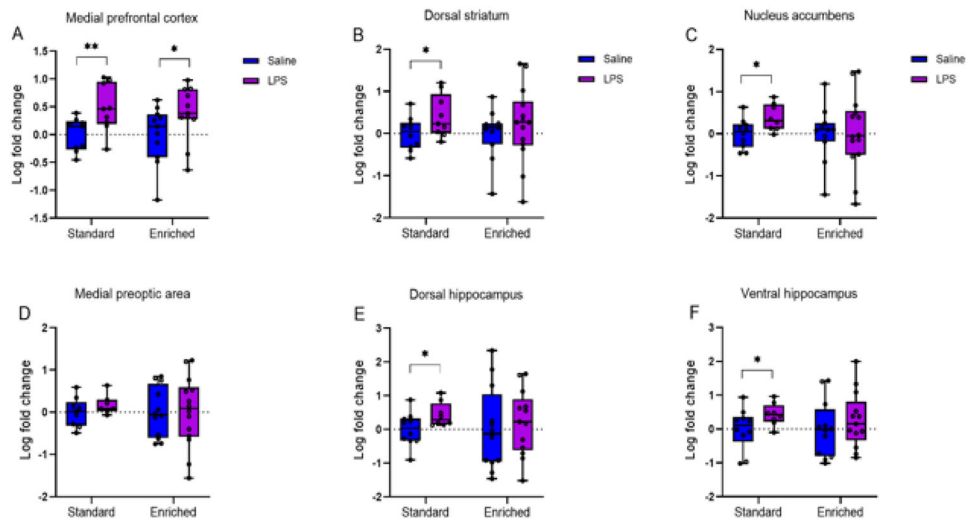 Medial prefrontal cortex
A
**
*
Saline
LPS
Log fold change
1.5
1.0
0.5
0.0
-0.5
-1.0
-1.5
Standard Enriched
Dorsal striatum
B
*
Saline
LPS
Log fold change
2
1
0
-1
-2
Standard Enriched
Nucleus accumbens
C
*
Saline
LPS
Log fold change
2
1
0
-1
-2
Standard Enriched
Medial preoptic area
D
Log fold change
2
1
0
-1
-2
Standard Enriched
Dorsal hippocampus
E
*
Log fold change
3
2
1
0
-1
-2
Standard Enriched
Ventral hippocampus
F
*
Log fold change
3
2
1
0
-1
-2
Standard Enriched